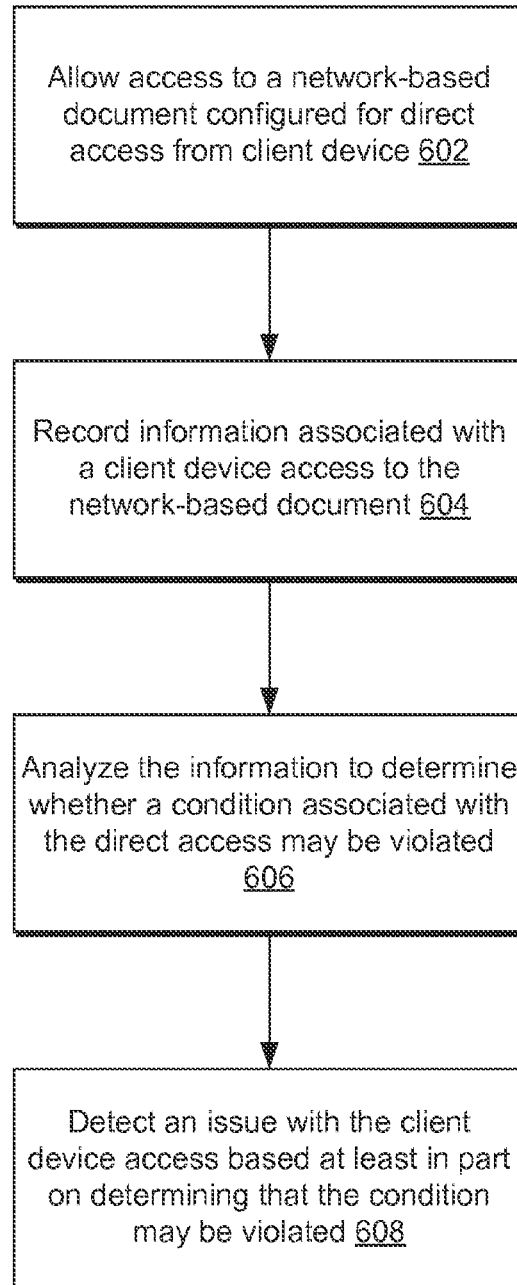 Allow access to a network-based
document configured for direct
access from client device 602
Record information associated with
a client device access to the
network-based document 604
Analyze the information to determine
whether a condition associated with
the direct access may be violated
606
Detect an issue with the client
device access based at least in part
on determining that the condition
may be violated 608